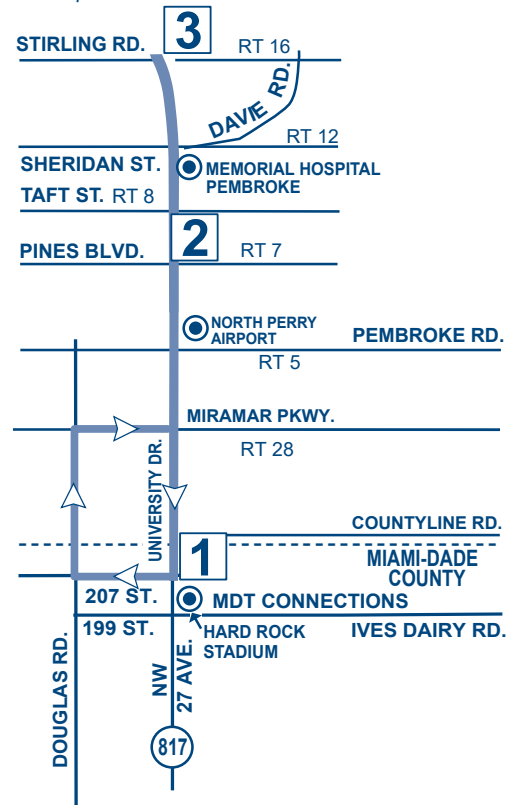 3
STIRLING RD.
RT 16
DAVIE RD.
RT 12
SHERIDAN ST.
MEMORIAL HOSPITAL
PEMBROKE
TAFT ST. RT 8
2
PINES BLVD.
RT 7
NORTH PERRY
AIRPORT
PEMBROKE RD.
RT 5
MIRAMAR PKWY.
RT 28
UNIVERSITY DR.
COUNTYLINE RD.
1
MIAMI-DADE
COUNTY
207 ST.
MDT CONNECTIONS
199 ST.
HARD ROCK
STADIUM
IVES DAIRY RD.
DOUGLAS RD.
NW
27 AVE.
817